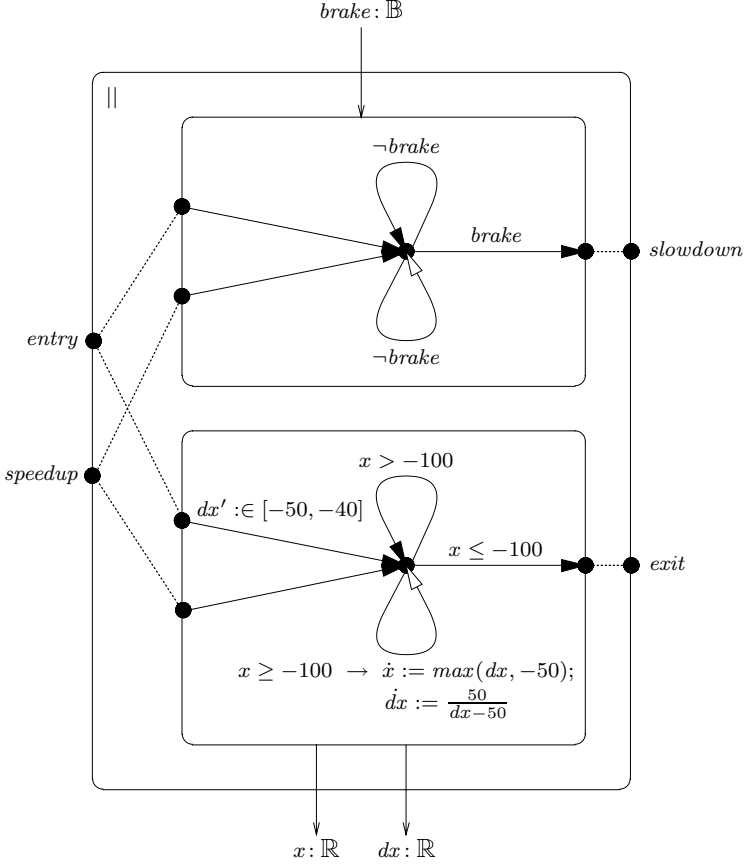 brake: 𝔹
||
¬brake
brake
slowdown
¬brake
entry
speedup
x > −100
dx′ :∈ [−50, −40]
x ≤ −100
exit
x ≥ −100 → ẋ := max(dx, −50);
dẋ := 50/(dx−50)
x: ℝ
dx: ℝ